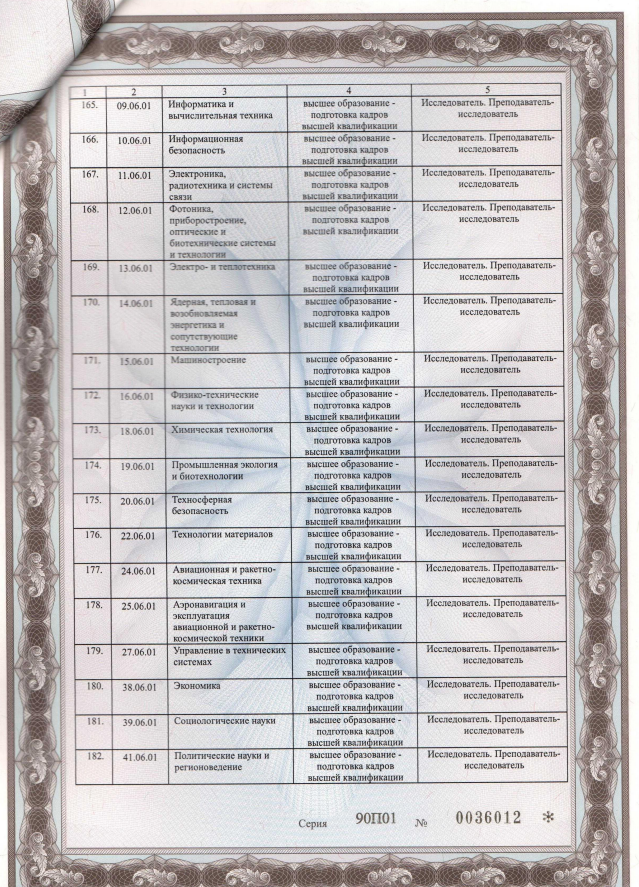 1 2 3 4 5
165. 09.06.01 Информатика и высшее образование - Исследователь. Преподаватель-
вычислительная техника подготовка кадров исследователь
высшей квалификации
166. 10.06.01 Информационная высшее образование - Исследователь. Преподаватель-
безопасность подготовка кадров исследователь
высшей квалификации
167. 11.06.01 Электроника, высшее образование - Исследователь. Преподаватель-
радиотехника и системы подготовка кадров исследователь
связи высшей квалификации
168. 12.06.01 Фотоника, высшее образование - Исследователь. Преподаватель-
приборостроение, подготовка кадров исследователь
оптические и высшей квалификации
биотехнические системы
и технологии
169. 13.06.01 Электро- и теплотехника высшее образование - Исследователь. Преподаватель-
подготовка кадров исследователь
высшей квалификации
170. 14.06.01 Ядерная, тепловая и высшее образование - Исследователь. Преподаватель-
возобновляемая подготовка кадров исследователь
энергетика и высшей квалификации
сопутствующие
технологии
171. 15.06.01 Машиностроение высшее образование - Исследователь. Преподаватель-
подготовка кадров исследователь
высшей квалификации
172. 16.06.01 Физико-технические высшее образование - Исследователь. Преподаватель-
науки и технологии подготовка кадров исследователь
высшей квалификации
173. 18.06.01 Химическая технология высшее образование - Исследователь. Преподаватель-
подготовка кадров исследователь
высшей квалификации
174. 19.06.01 Промышленная экология высшее образование - Исследователь. Преподаватель-
и биотехнологии подготовка кадров исследователь
высшей квалификации
175. 20.06.01 Техносферная высшее образование - Исследователь. Преподаватель-
безопасность подготовка кадров исследователь
высшей квалификации
176. 22.06.01 Технологии материалов высшее образование - Исследователь. Преподаватель-
подготовка кадров исследователь
высшей квалификации
177. 24.06.01 Авиационная и ракетно- высшее образование - Исследователь. Преподаватель-
космическая техника подготовка кадров исследователь
высшей квалификации
178. 25.06.01 Аэронавигация и высшее образование - Исследователь. Преподаватель-
эксплуатация подготовка кадров исследователь
авиационной и ракетно- высшей квалификации
космической техники
179. 27.06.01 Управление в технических высшее образование - Исследователь. Преподаватель-
системах подготовка кадров исследователь
высшей квалификации
180. 38.06.01 Экономика высшее образование - Исследователь. Преподаватель-
подготовка кадров исследователь
высшей квалификации
181. 39.06.01 Социологические науки высшее образование - Исследователь. Преподаватель-
подготовка кадров исследователь
высшей квалификации
182. 41.06.01 Политические науки и высшее образование - Исследователь. Преподаватель-
регионоведение подготовка кадров исследователь
высшей квалификации
Серия 90П01 № 0036012 *